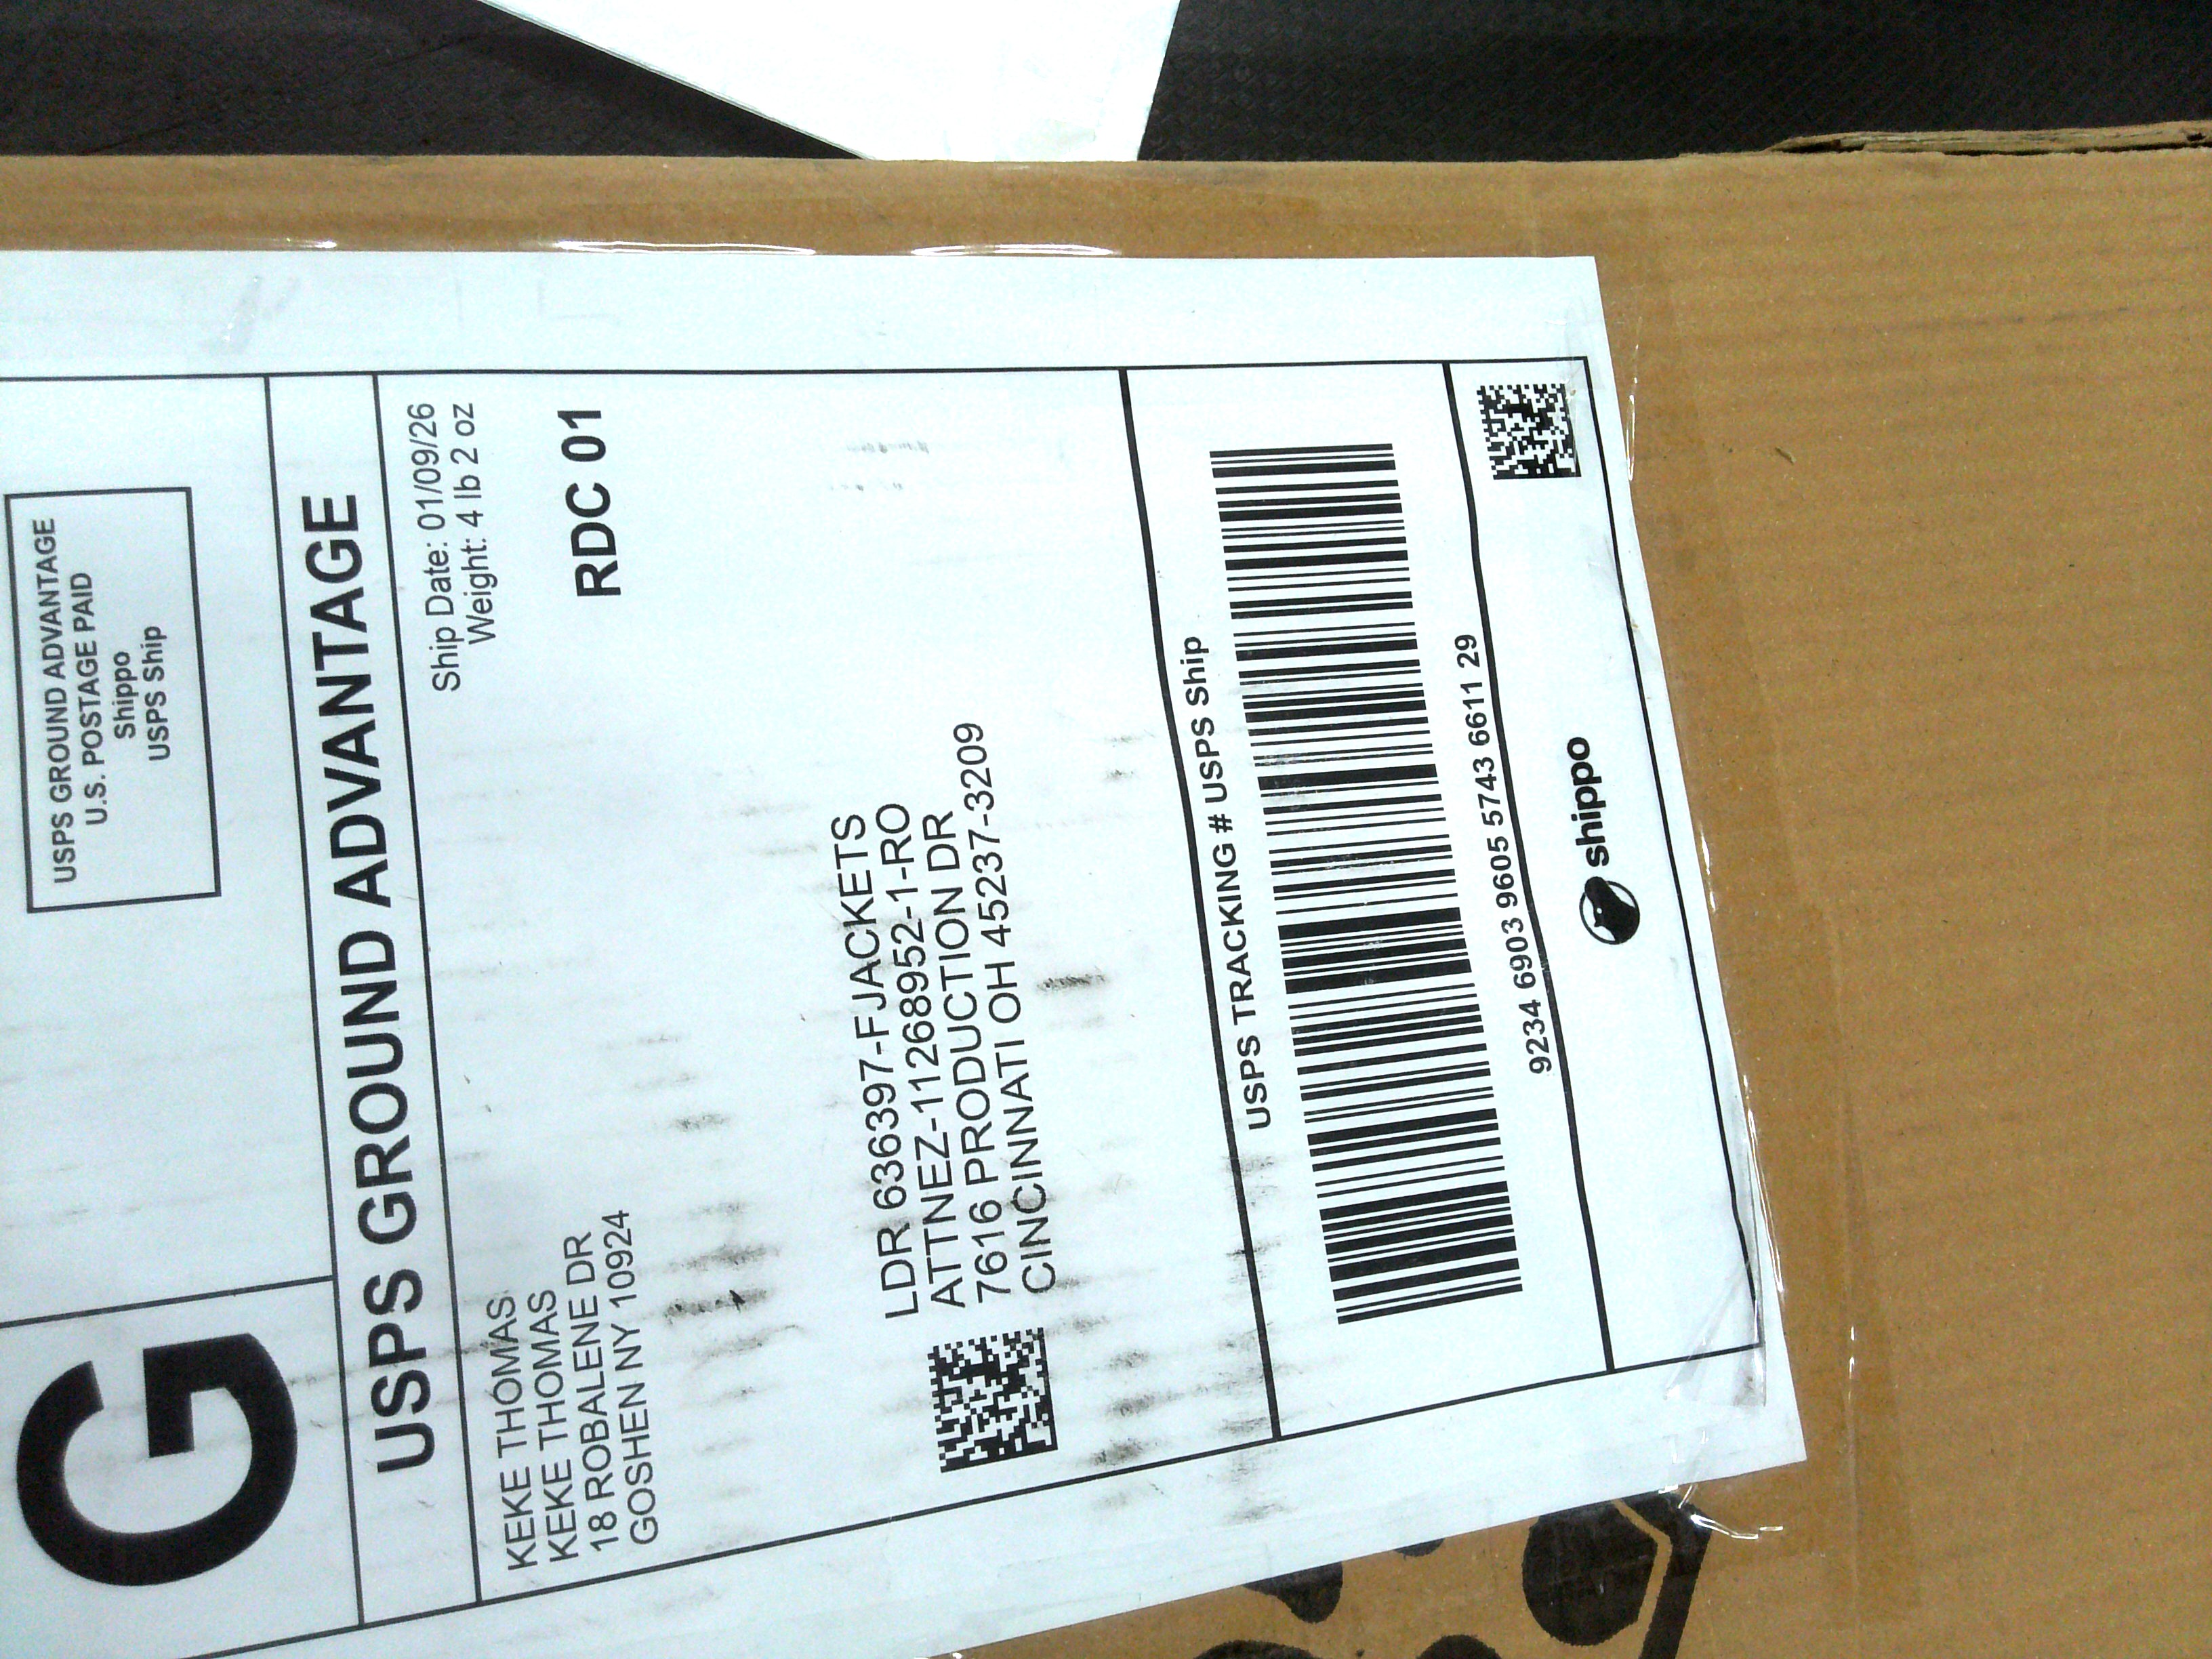 G
USPS GROUND ADVANTAGE
U.S. POSTAGE PAID
Shippo
USPS Ship
USPS GROUND ADVANTAGE
KEKE THOMAS
KEKE THOMAS
18 ROBALENE DR
GOSHEN NY 10924
Ship Date: 01/09/26
Weight: 4 lb 2 oz
RDC 01
LDR 636397-FJACKETS
ATTNEZ-11268952-1-RO
7616 PRODUCTION DR
CINCINNATI OH 45237-3209
USPS TRACKING # USPS Ship
9234 6903 9605 5743 6611 29
shippo